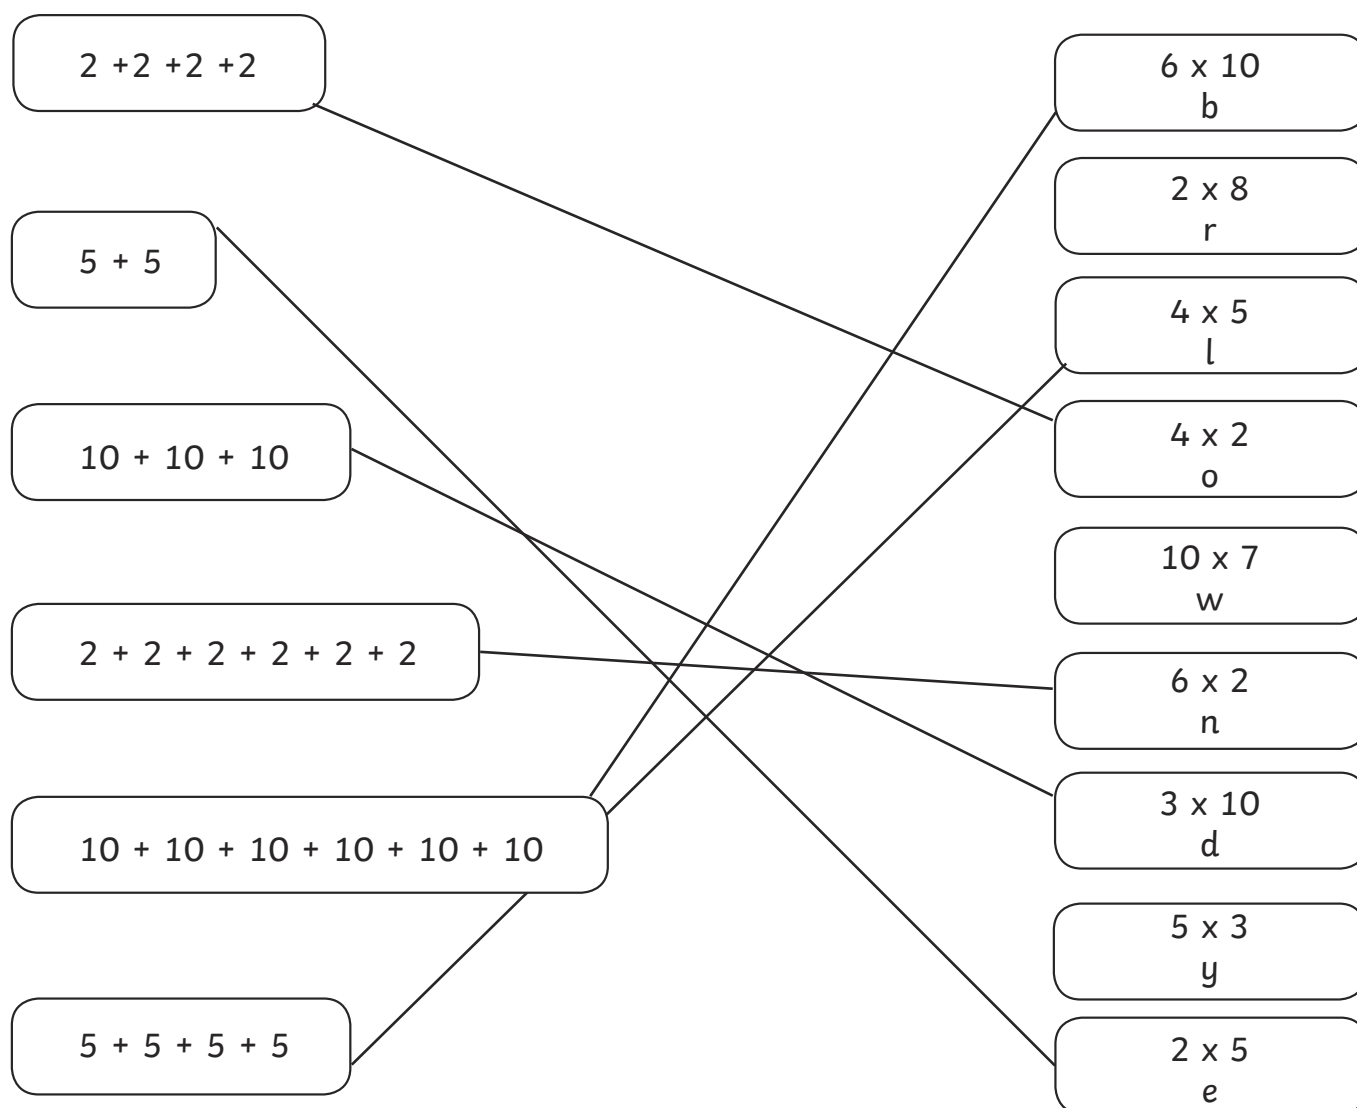 2 +2 +2 +2
5 + 5
10 + 10 + 10
2 + 2 + 2 + 2 + 2 + 2
10 + 10 + 10 + 10 + 10 + 10
5 + 5 + 5 + 5
6 x 10
b
2 x 8
r
4 x 5
l
4 x 2
o
10 x 7
w
6 x 2
n
3 x 10
d
5 x 3
y
2 x 5
e